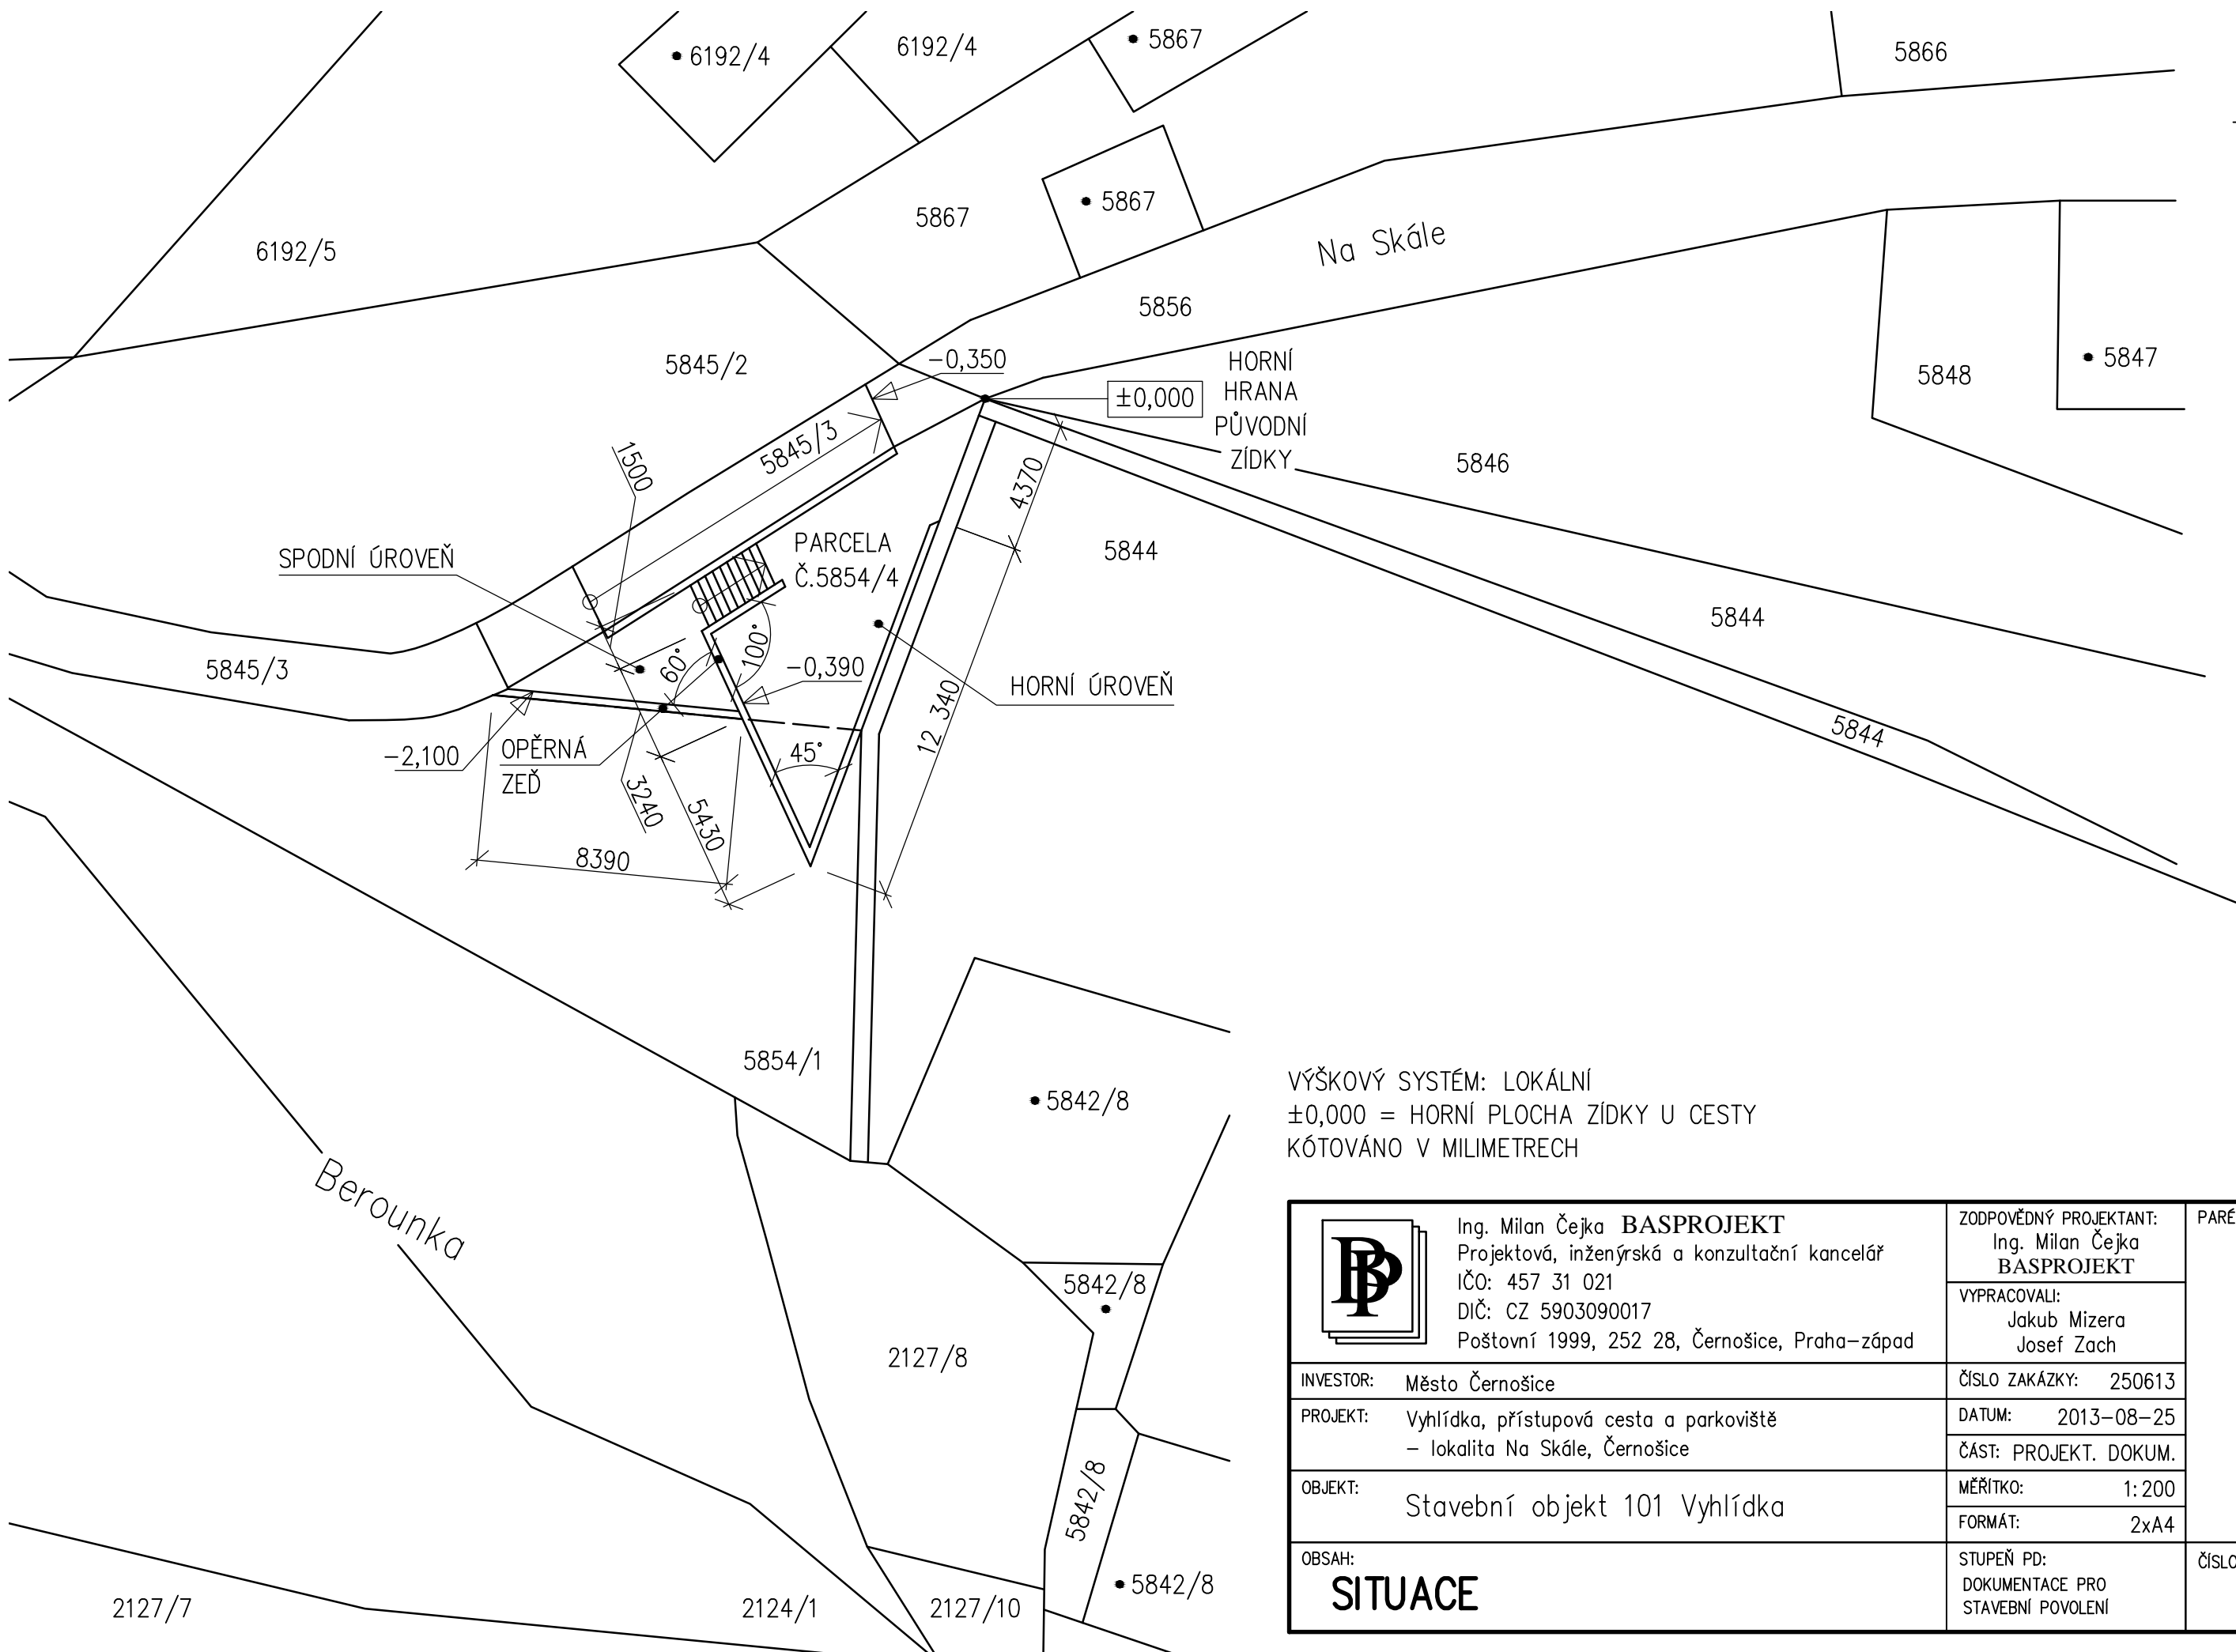 6192/4
6192/4
5867
5866
5867
5867
Na Skále
6192/5
5856
5845/2
-0,350
HORNÍ
HRANA
PŮVODNÍ
ZÍDKY
±0,000
5848
5847
5845/3
1500
5846
4370
SPODNÍ ÚROVEŇ
PARCELA
Č.5854/4
5844
5844
100°
60°
-0,390
HORNÍ ÚROVEŇ
5845/3
12 340
5844
-2,100
OPĚRNÁ
ZEĎ
45°
3240
5430
8390
5854/1
5842/8
Berounka
5842/8
2127/8
5842/8
5842/8
2127/7
2124/1
2127/10
VÝŠKOVÝ SYSTÉM: LOKÁLNÍ
±0,000 = HORNÍ PLOCHA ZÍDKY U CESTY
KÓTOVÁNO V MILIMETRECH
BP
Ing. Milan Čejka BASPROJEKT
Projektová, inženýrská a konzultační kancelář
IČO: 457 31 021
DIČ: CZ 5903090017
Poštovní 1999, 252 28, Černošice, Praha-západ
ZODPOVĚDNÝ PROJEKTANT:
Ing. Milan Čejka
BASPROJEKT
PARÉ
VYPRACOVALI:
Jakub Mizera
Josef Zach
INVESTOR: Město Černošice
ČÍSLO ZAKÁZKY: 250613
PROJEKT: Vyhlídka, přístupová cesta a parkoviště
- lokalita Na Skále, Černošice
DATUM: 2013-08-25
ČÁST: PROJEKT. DOKUM.
OBJEKT: Stavební objekt 101 Vyhlídka
MĚŘÍTKO: 1:200
FORMÁT: 2xA4
OBSAH:
SITUACE
STUPEŇ PD:
DOKUMENTACE PRO
STAVEBNÍ POVOLENÍ
ČÍSLO